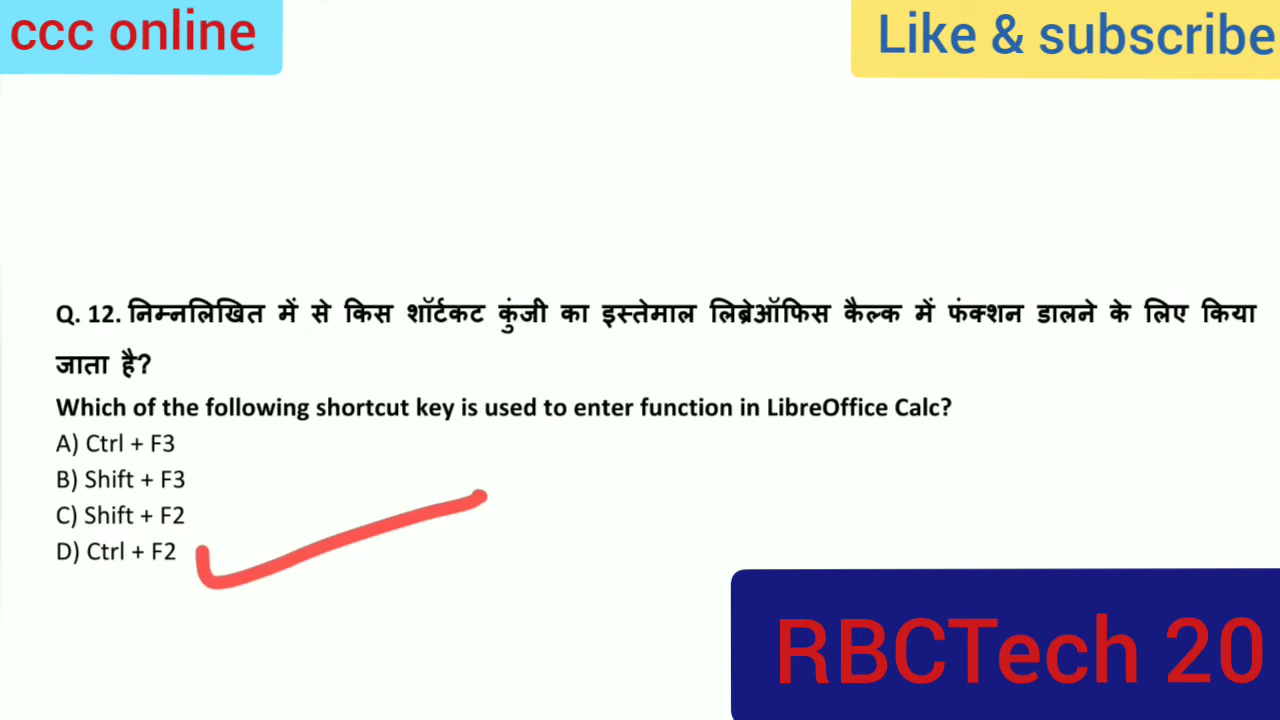 ccc online
Like & subscribe
Q. 12. निम्नलिखित में से किस शॉर्टकट कुंजी का इस्तेमाल लिब्रेऑफिस कैल्क में फंक्शन डालने के लिए किया
जाता है?
Which of the following shortcut key is used to enter function in LibreOffice Calc?
A) Ctrl + F3
B) Shift + F3
C) Shift + F2
D) Ctrl + F2
RBCTech 20